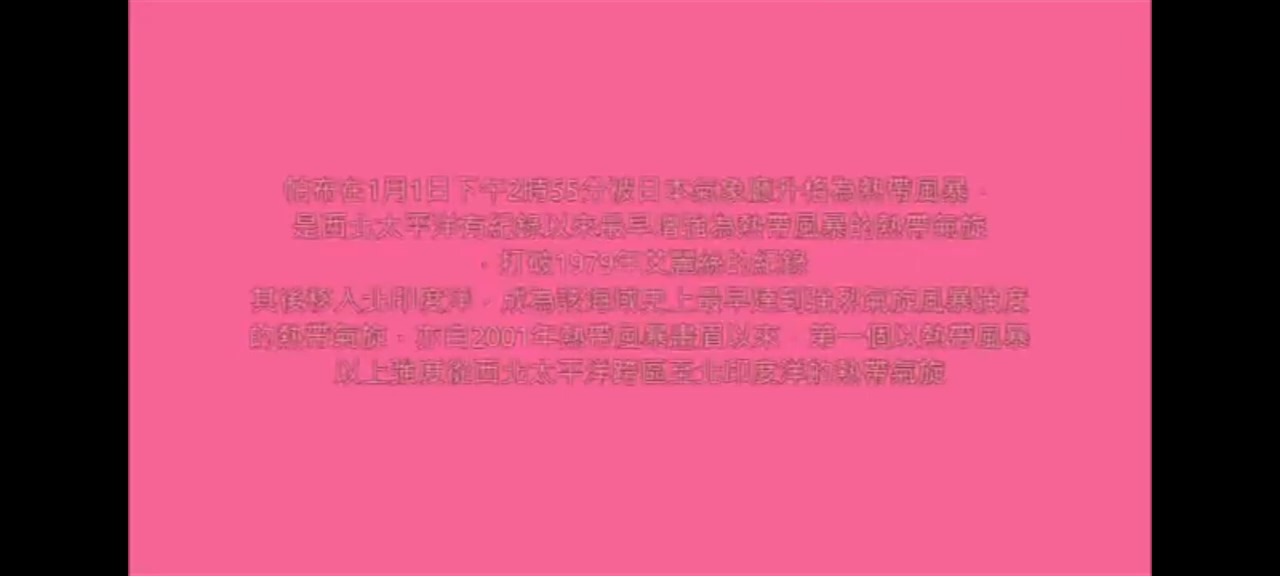 恰布在1月1日下午2時55分被日本氣象廳升格為熱帶風暴，
是西北太平洋有紀錄以來最早增強為熱帶風暴的熱帶氣旋
，打破1979年艾麗絲的紀錄
其後移入北印度洋，成為該海域史上最早達到強烈氣旋風暴強度
的熱帶氣旋，亦自2001年熱帶風暴畫眉以來，第一個以熱帶風暴
以上強度從西北太平洋跨區至北印度洋的熱帶氣旋